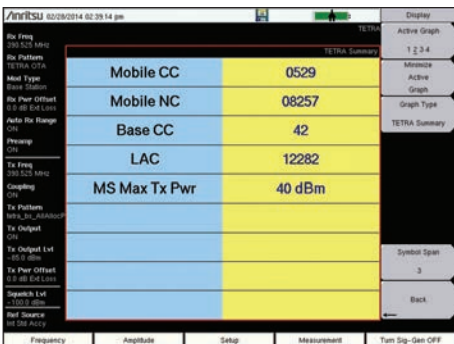 Anritsu 02/28/2014 02:39:14 pm
Display
TETRA
Rx Freq
390.525 MHz
Rx Pattern
TETRA OTA
Mod Type
Base Station
Rx Pwr Offset
0.0 dB Ext Loss
Auto Rx Range
ON
Preamp
ON
Tx Freq
390.525 MHz
Coupling
ON
Tx Pattern
Tx Output
ON
Tx Output Lvl
-85.0 dBm
Tx Pwr Offset
0.0 dB Ext Loss
Squelch Lvl
-100.0 dBm
Ref Source
Int Std Accy
TETRA Summary
Mobile CC 0529
Mobile NC 08257
Base CC 42
LAC 12282
MS Max Tx Pwr 40 dBm
Active Graph
1 2 3 4
Minimize
Active
Graph
Graph Type
TETRA Summary
Symbol Span
3
Back
Frequency Amplitude Setup Measurement Turn Sig-Gen OFF